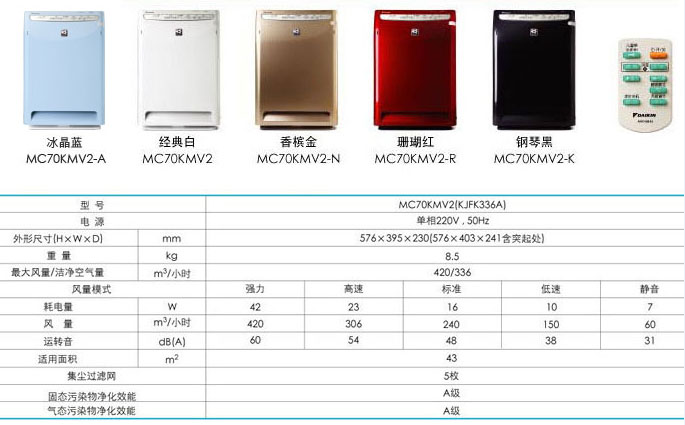 冰晶蓝 经典白 香槟金 珊瑚红 钢琴黑
MC70KMV2-A MC70KMV2 MC70KMV2-N MC70KMV2-R MC70KMV2-K
DAIKIN
型 号 MC70KMV2(KJFK336A)
电 源 单相220V , 50Hz
外形尺寸(H×W×D) mm 576×395×230(576×403×241含突起处)
重 量 kg 8.5
最大风量/洁净空气量 m³/小时 420/336
风量模式 强力 高速 标准 低速 静音
耗电量 W 42 23 16 10 7
风 量 m³/小时 420 306 240 150 60
运转音 dB(A) 60 54 48 38 31
适用面积 m² 43
集尘过滤网 5枚
固态污染物净化效能 A级
气态污染物净化效能 A级